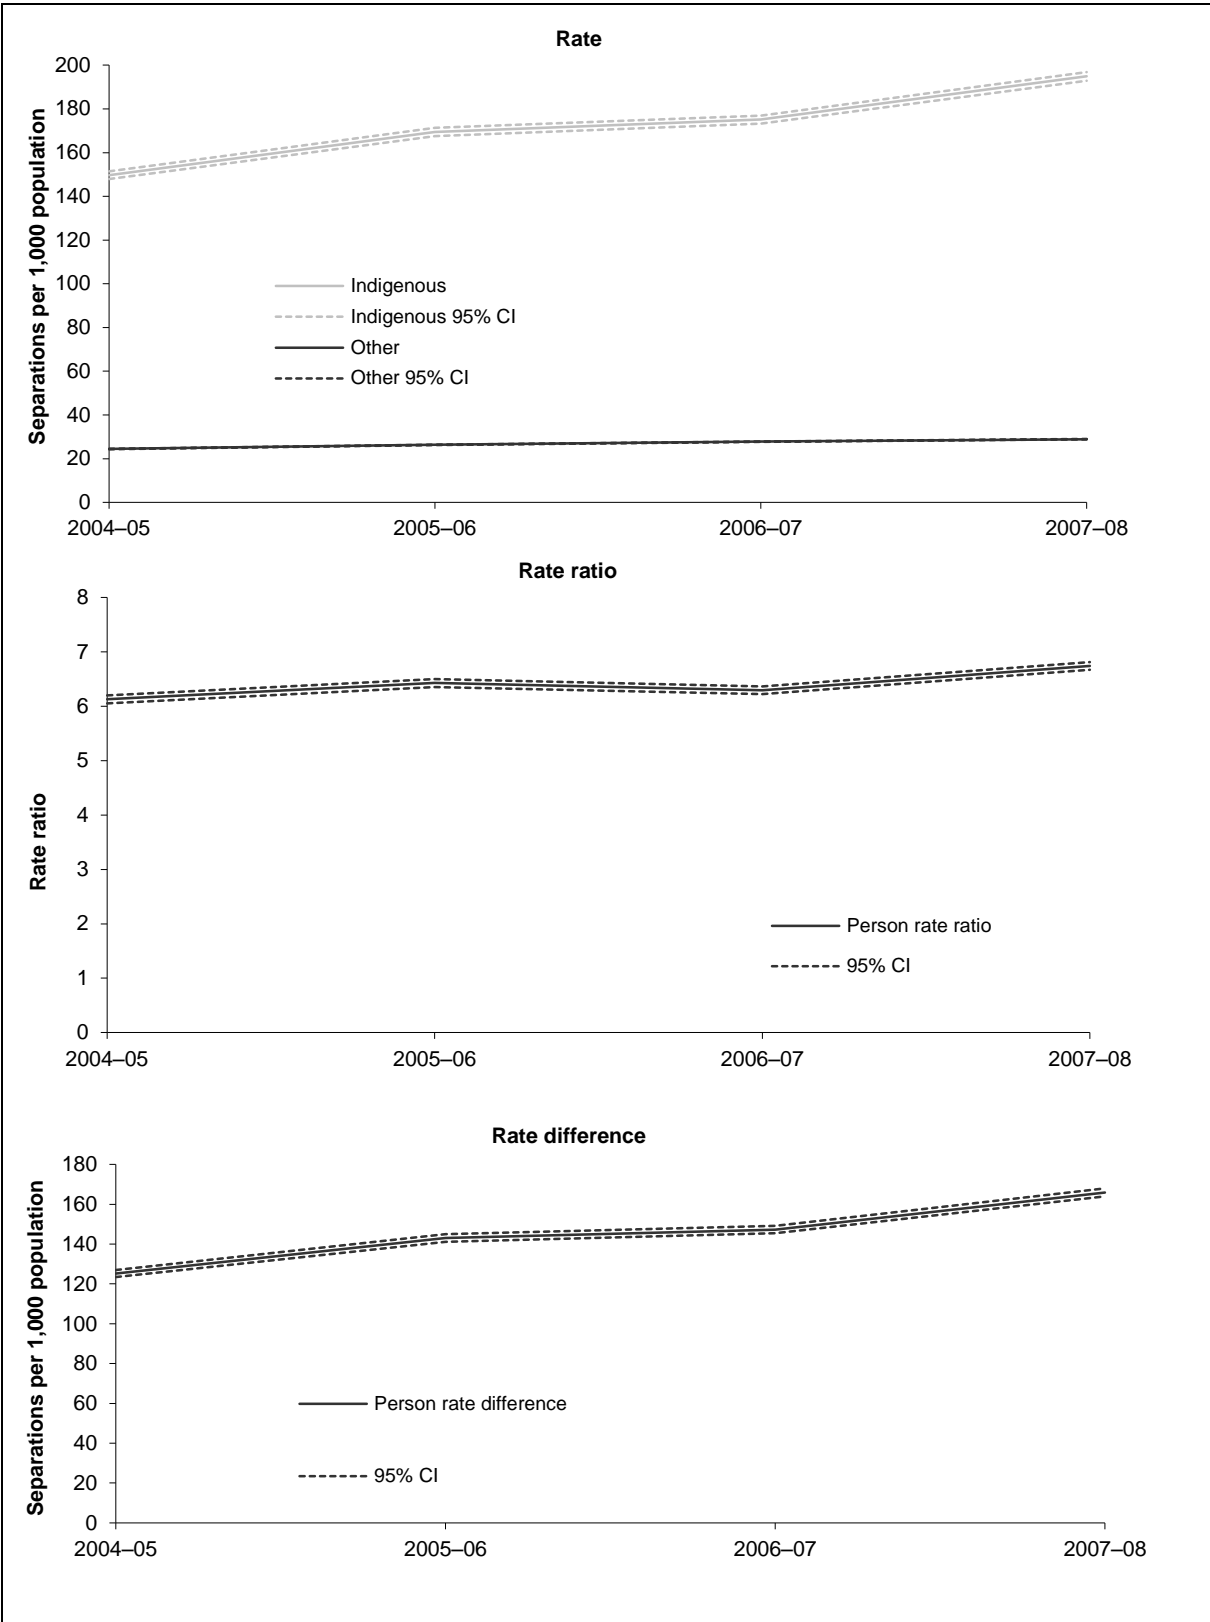 Rate
200
180
160
140
120
100
80
60
40
20
0
Separations per 1,000 population
Indigenous
Indigenous 95% CI
Other
Other 95% CI
2004–05 2005–06 2006–07 2007–08
Rate ratio
8
7
6
5
4
3
2
1
0
Rate ratio
Person rate ratio
95% CI
2004–05 2005–06 2006–07 2007–08
Rate difference
180
160
140
120
100
80
60
40
20
0
Separations per 1,000 population
Person rate difference
95% CI
2004–05 2005–06 2006–07 2007–08